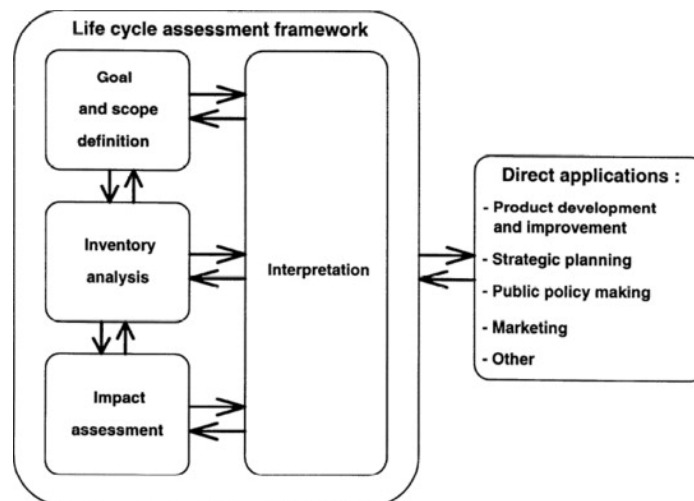 Life cycle assessment framework
Goal
and scope
definition
Inventory
analysis
Impact
assessment
Interpretation
Direct applications :
- Product development
and improvement
- Strategic planning
- Public policy making
- Marketing
- Other